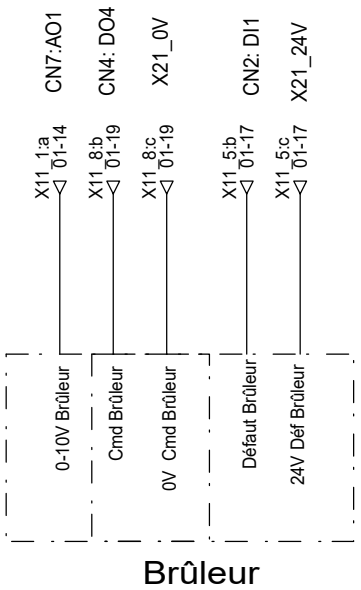 CN7:AO1
CN4: DO4
X21_0V
CN2: DI1
X21_24V
X11_1:a
01-14
X11_8:b
01-19
X11_8:c
01-19
X11_5:b
01-17
X11_5:c
01-17
0-10V Brûleur
Cmd Brûleur
0V Cmd Brûleur
Défaut Brûleur
24V Déf Brûleur
Brûleur